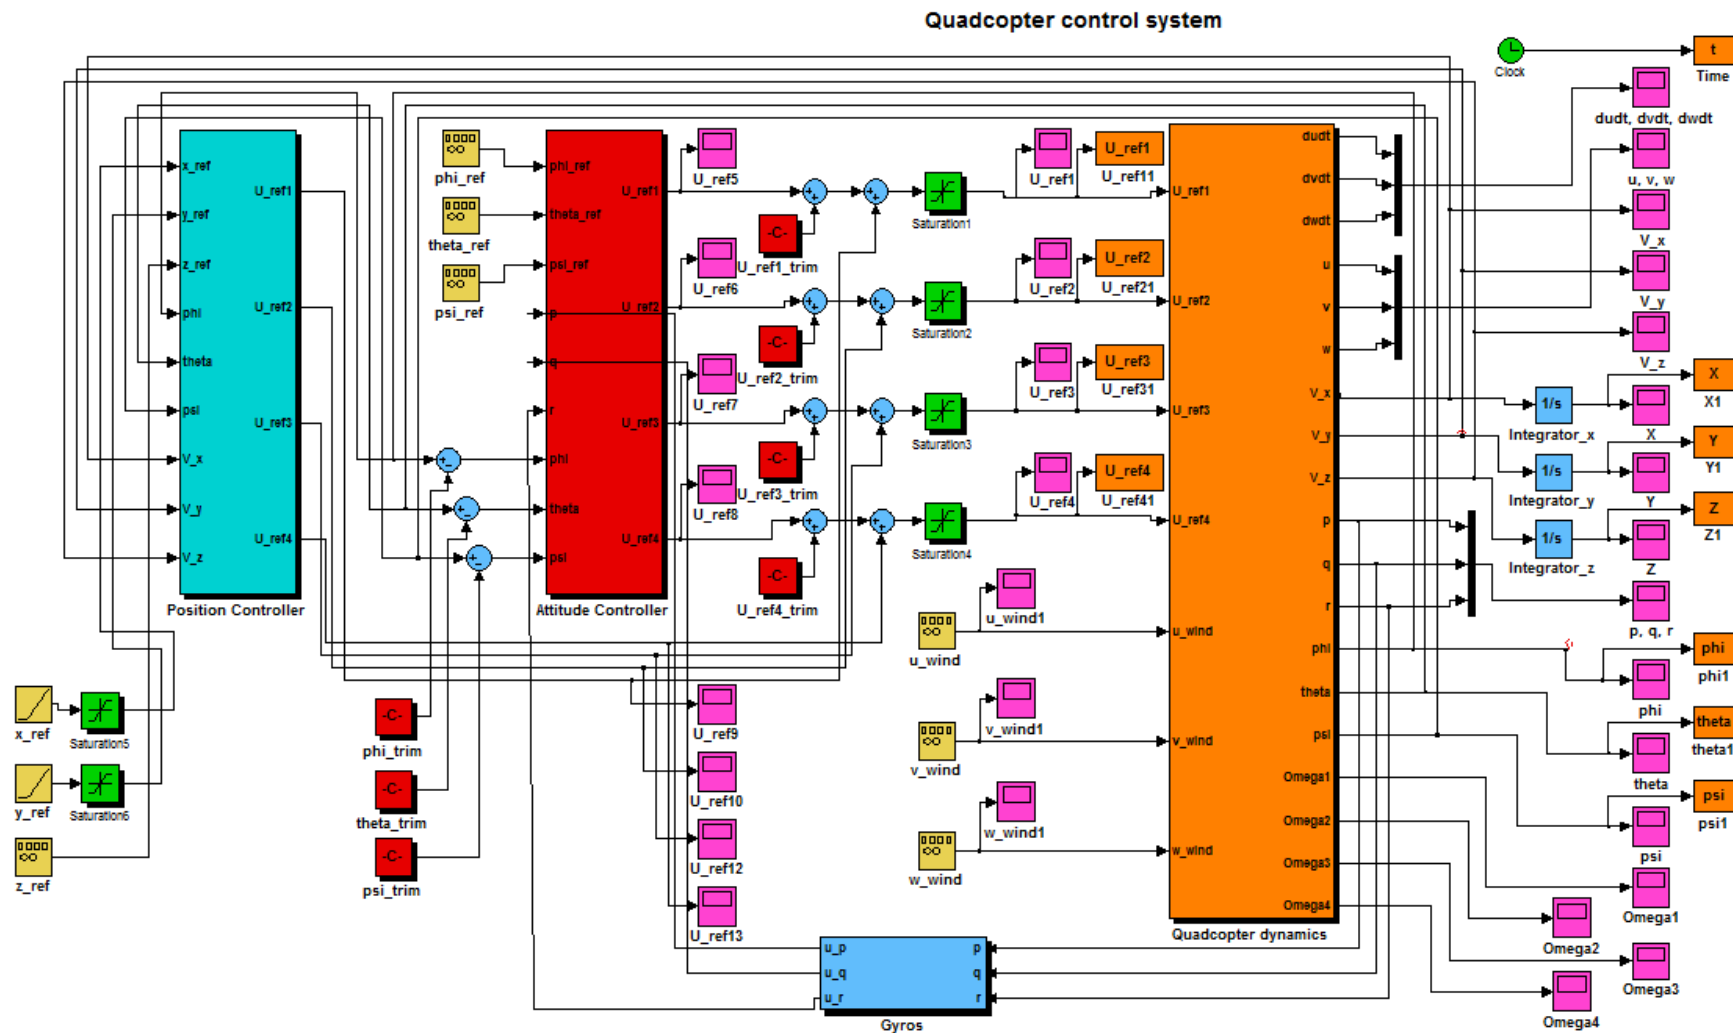 Quadcopter control system
Clock
t
Time
dudt, dvdt, dwdt
u, v, w
V_x
V_y
V_z
x_ref
y_ref
z_ref
phi
theta
psi
V_x
V_y
V_z
U_ref1
U_ref2
U_ref3
U_ref4
Position Controller
phi_ref
theta_ref
psi_ref
phi_ref
theta_ref
psi_ref
p
q
r
phi
theta
psi
U_ref1
U_ref2
U_ref3
U_ref4
Attitude Controller
U_ref5
U_ref6
U_ref7
U_ref8
-C-
U_ref1_trim
-C-
U_ref2_trim
-C-
U_ref3_trim
-C-
U_ref4_trim
Saturation1
Saturation2
Saturation3
Saturation4
U_ref1
U_ref1
U_ref11
U_ref2
U_ref2
U_ref21
U_ref3
U_ref3
U_ref31
U_ref4
U_ref4
U_ref41
U_ref1
U_ref2
U_ref3
U_ref4
u_wind
v_wind
w_wind
dudt
dvdt
dwdt
u
v
w
V_x
V_y
V_z
p
q
r
phi
theta
psi
Omega1
Omega2
Omega3
Omega4
Quadcopter dynamics
u_wind1
u_wind
v_wind1
v_wind
w_wind1
w_wind
1/s
Integrator_x
X
X
X1
1/s
Integrator_y
Y
Y
Y1
1/s
Integrator_z
Z
Z
Z1
p, q, r
phi
phi1
phi
theta
theta1
theta
psi
psi1
psi
Omega1
Omega2
Omega3
Omega4
x_ref
Saturation5
y_ref
Saturation6
z_ref
-C-
phi_trim
-C-
theta_trim
-C-
psi_trim
U_ref9
U_ref10
U_ref12
U_ref13
u_p
u_q
u_r
p
q
r
Gyros